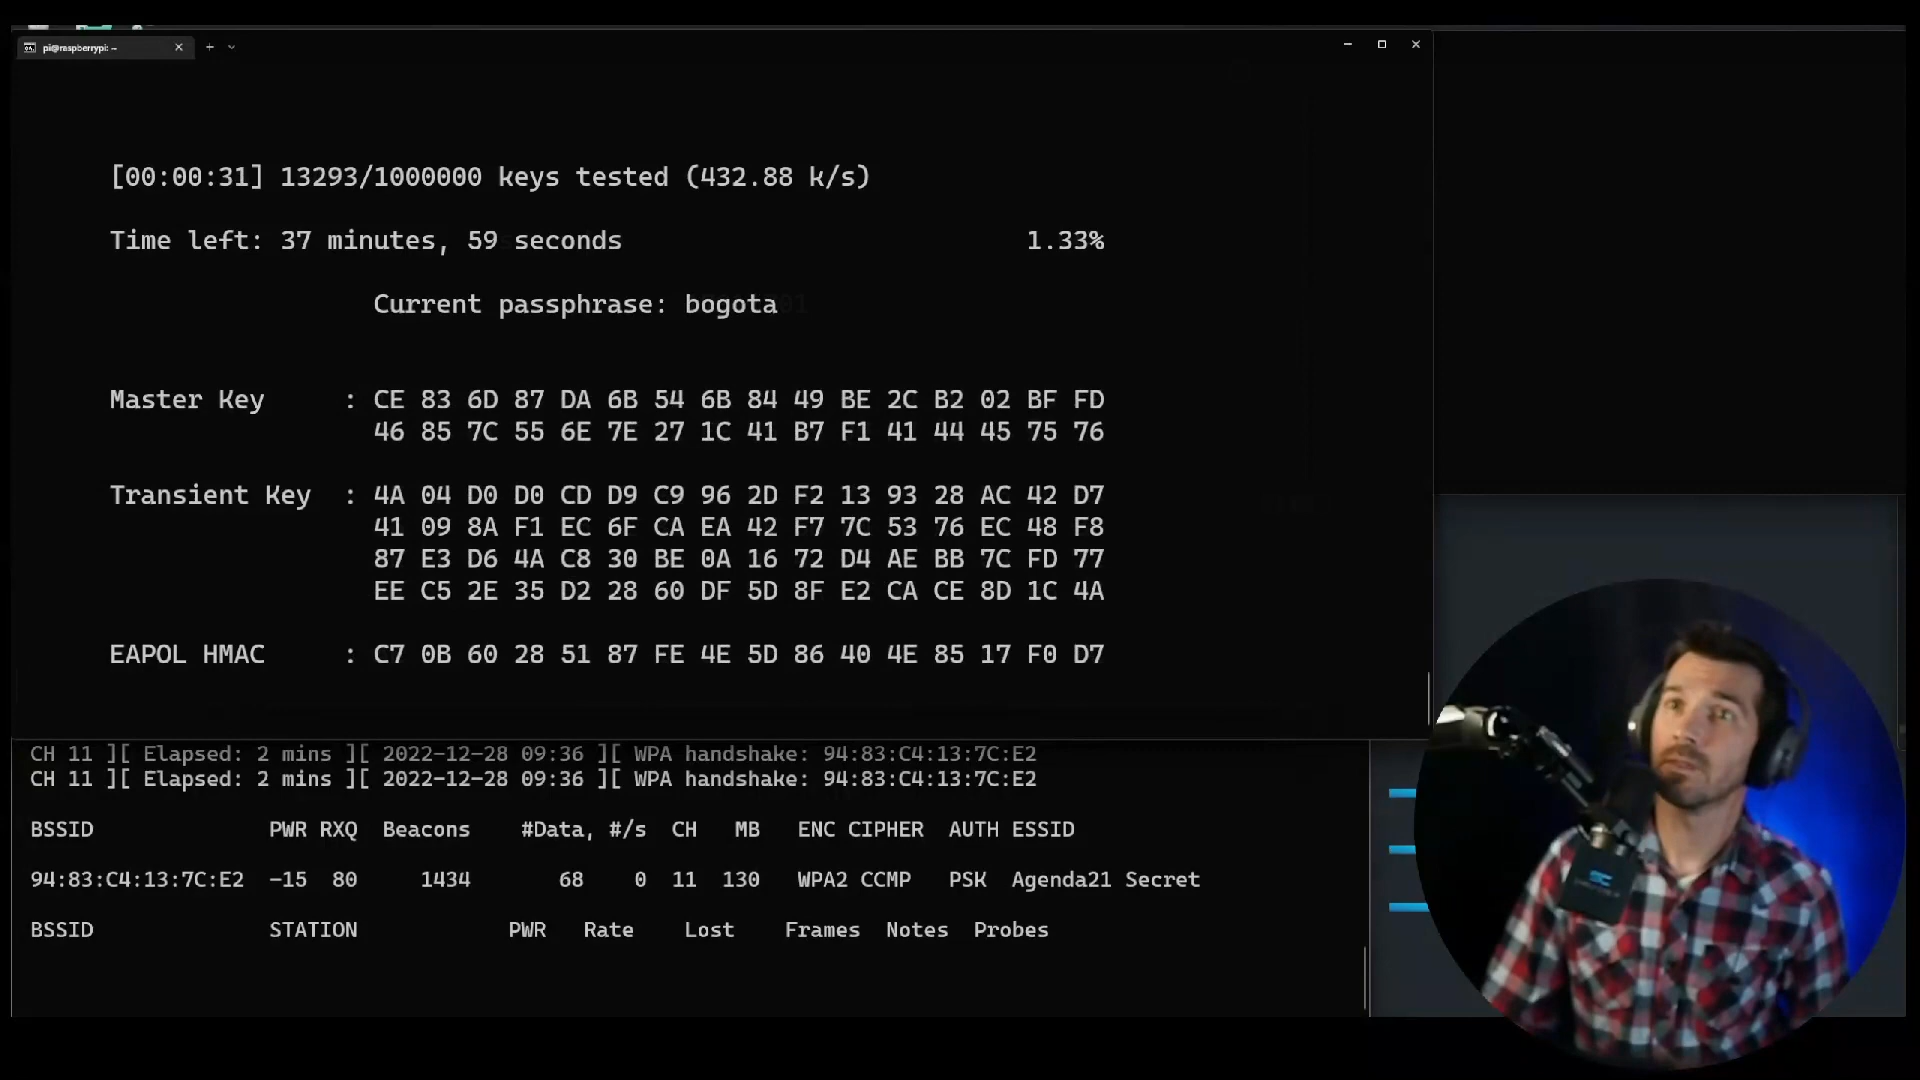 pi@raspberrypi: ~
[00:00:31] 13293/1000000 keys tested (432.88 k/s)
Time left: 37 minutes, 59 seconds 1.33%
Current passphrase: bogota
Master Key : CE 83 6D 87 DA 6B 54 6B 84 49 BE 2C B2 02 BF FD
46 85 7C 55 6E 7E 27 1C 41 B7 F1 41 44 45 75 76
Transient Key : 4A 04 D0 D0 CD D9 C9 96 2D F2 13 93 28 AC 42 D7
41 09 8A F1 EC 6F CA EA 42 F7 7C 53 76 EC 48 F8
87 E3 D6 4A C8 30 BE 0A 16 72 D4 AE BB 7C FD 77
EE C5 2E 35 D2 28 60 DF 5D 8F E2 CA CE 8D 1C 4A
EAPOL HMAC : C7 0B 60 28 51 87 FE 4E 5D 86 40 4E 85 17 F0 D7
CH 11 ][ Elapsed: 2 mins ][ 2022-12-28 09:36 ][ WPA handshake: 94:83:C4:13:7C:E2
CH 11 ][ Elapsed: 2 mins ][ 2022-12-28 09:36 ][ WPA handshake: 94:83:C4:13:7C:E2
BSSID PWR RXQ Beacons #Data, #/s CH MB ENC CIPHER AUTH ESSID
94:83:C4:13:7C:E2 -15 80 1434 68 0 11 130 WPA2 CCMP PSK Agenda21 Secret
BSSID STATION PWR Rate Lost Frames Notes Probes